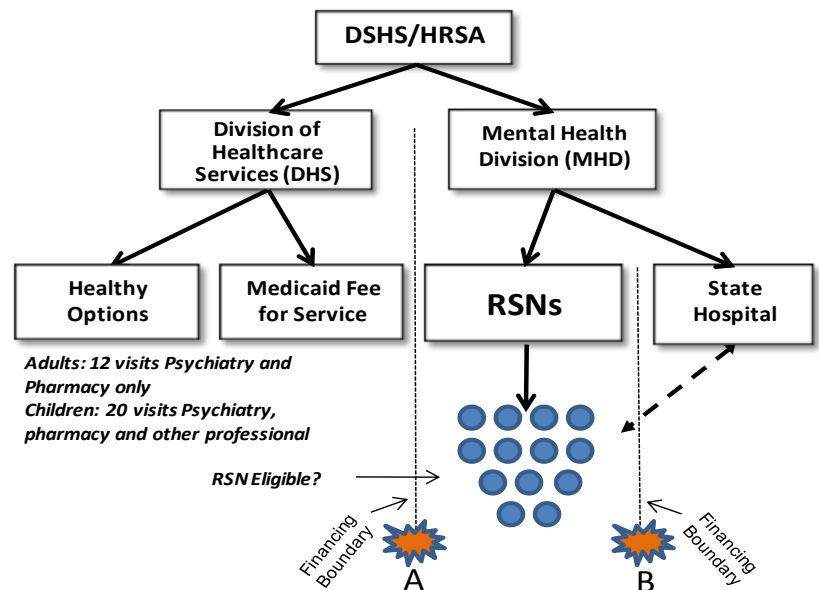 DSHS/HRSA
Division of
Healthcare
Services (DHS)
Mental Health
Division (MHD)
Healthy
Options
Medicaid Fee
for Service
RSNs
State
Hospital
Adults: 12 visits Psychiatry and
Pharmacy only
Children: 20 visits Psychiatry,
pharmacy and other professional
RSN Eligible?
Financing
Boundary
A
B
Financing
Boundary